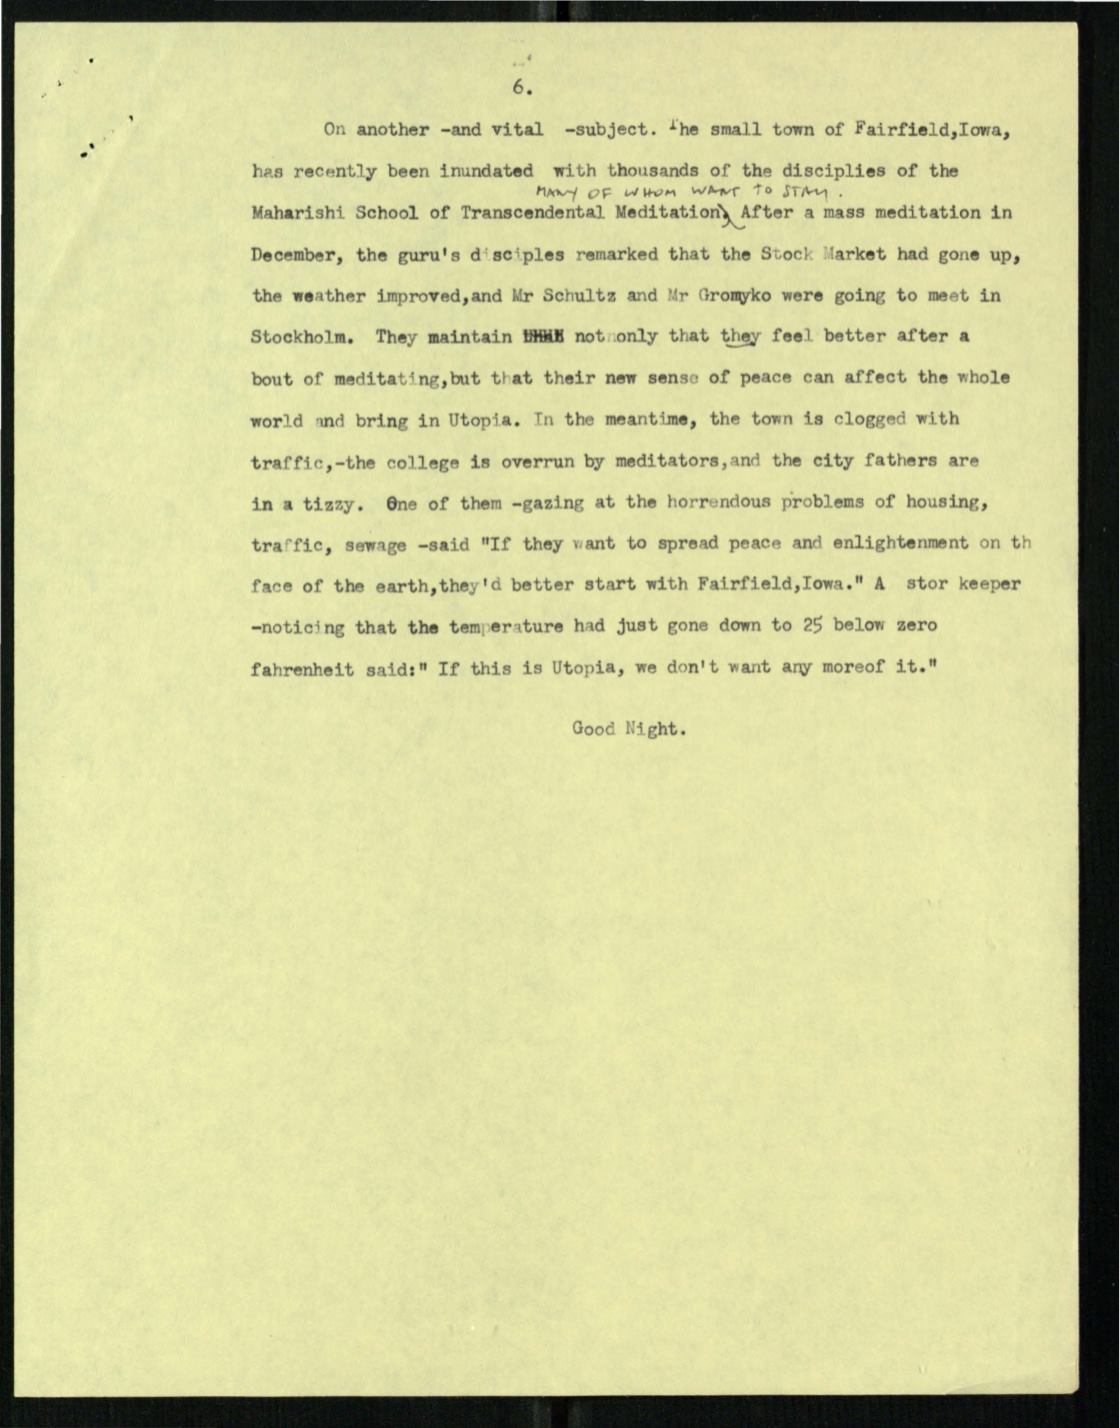 6.
On another -and vital -subject. The small town of Fairfield,Iowa,
has recently been inundated with thousands of the disciplies of the
MANY OF WHOM WANT TO STAY.
Maharishi School of Transcendental Meditation, After a mass meditation in
December, the guru's disciples remarked that the Stock Market had gone up,
the weather improved,and Mr Schultz and Mr Gromyko were going to meet in
Stockholm. They maintain not only that they feel better after a
bout of meditating,but that their new sense of peace can affect the whole
world and bring in Utopia. In the meantime, the town is clogged with
traffic,-the college is overrun by meditators,and the city fathers are
in a tizzy. One of them -gazing at the horrendous problems of housing,
traffic, sewage -said "If they want to spread peace and enlightenment on th
face of the earth,they'd better start with Fairfield,Iowa." A stor keeper
-noticing that the temperature had just gone down to 25 below zero
fahrenheit said:" If this is Utopia, we don't want any moreof it."
Good Night.